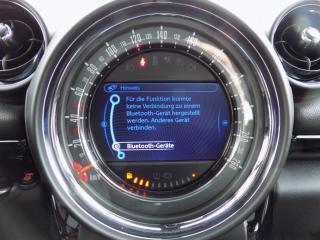 Hinweis
Für die Funktion konnte
keine Verbindung zu einem
Bluetooth-Gerät hergestellt
werden. Anderes Gerät
verbinden.
Bluetooth-Geräte